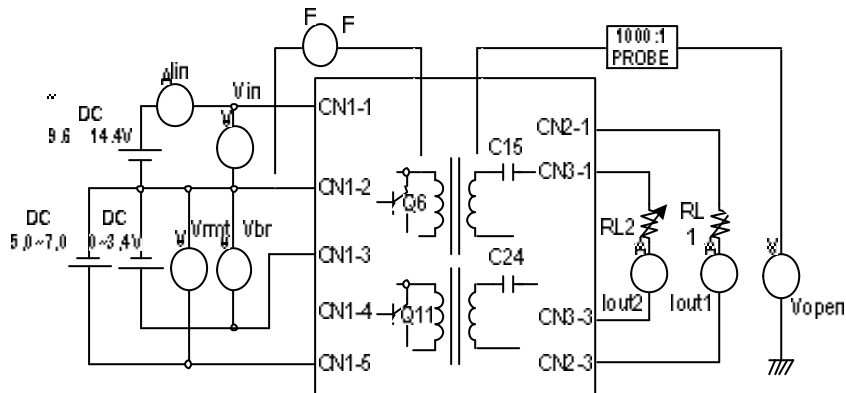 F
F
1000:1
PROBE
Iin
A
Vin
~
DC
9.6 14.4V
V
CN1-1
CN2-1
C15
CN3-1
CN1-2
Q6
DC
DC
5.0~7.0
0~3.4V
V
Vmnt
V
Vbr
RL2
RL
1
CN1-3
C24
A
A
V
CN1-4
Q11
Iout2
Iout1
Vopen
CN3-3
CN1-5
CN2-3